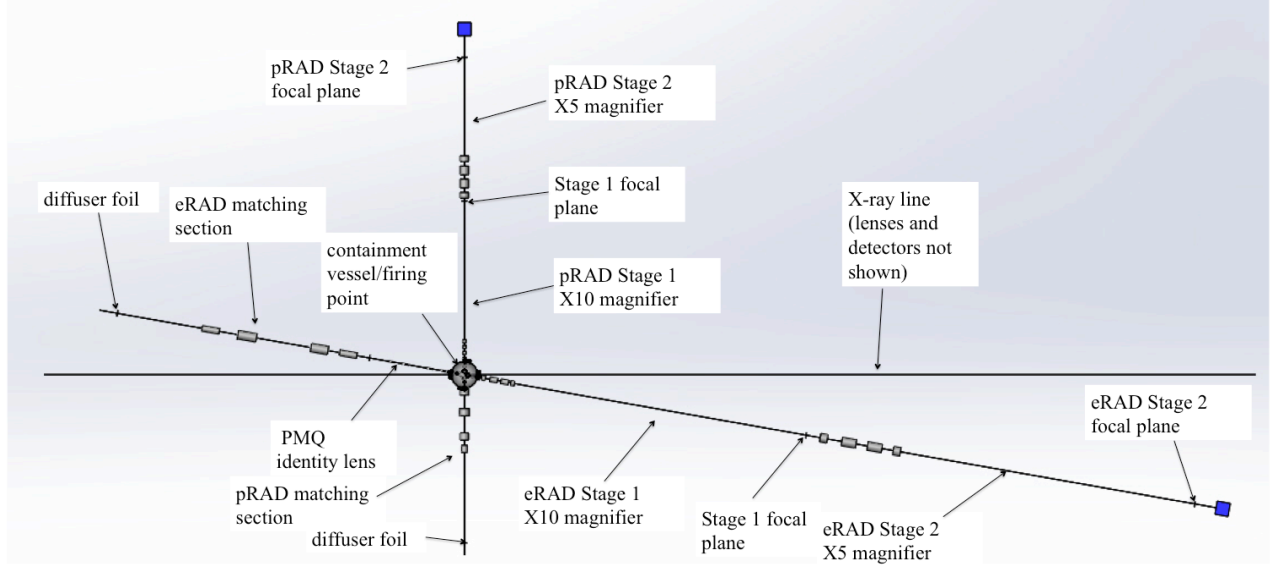 pRAD Stage 2
focal plane
pRAD Stage 2
X5 magnifier
Stage 1 focal
plane
diffuser foil
eRAD matching
section
containment
vessel/firing
point
pRAD Stage 1
X10 magnifier
X-ray line
(lenses and
detectors not
shown)
PMQ
identity lens
pRAD matching
section
diffuser foil
eRAD Stage 1
X10 magnifier
Stage 1 focal
plane
eRAD Stage 2
X5 magnifier
eRAD Stage 2
focal plane